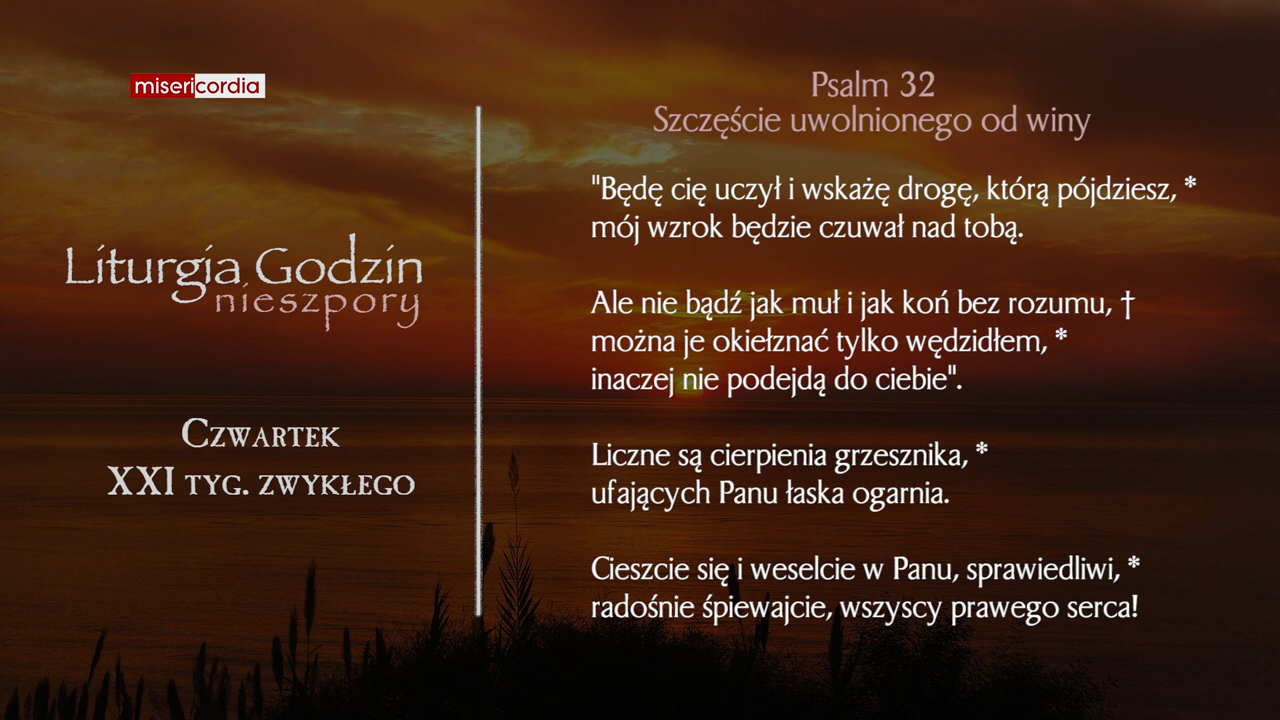 misericordia
Liturgia Godzin
nieszpory
Czwartek
XXI tyg. zwykłego
Psalm 32
Szczęście uwolnionego od winy
"Będę cię uczył i wskażę drogę, którą pójdziesz, *
mój wzrok będzie czuwał nad tobą.
Ale nie bądź jak muł i jak koń bez rozumu, †
można je okiełznać tylko wędzidłem, *
inaczej nie podejdą do ciebie".
Liczne są cierpienia grzesznika, *
ufających Panu łaska ogarnia.
Cieszcie się i weselcie w Panu, sprawiedliwi, *
radośnie śpiewajcie, wszyscy prawego serca!